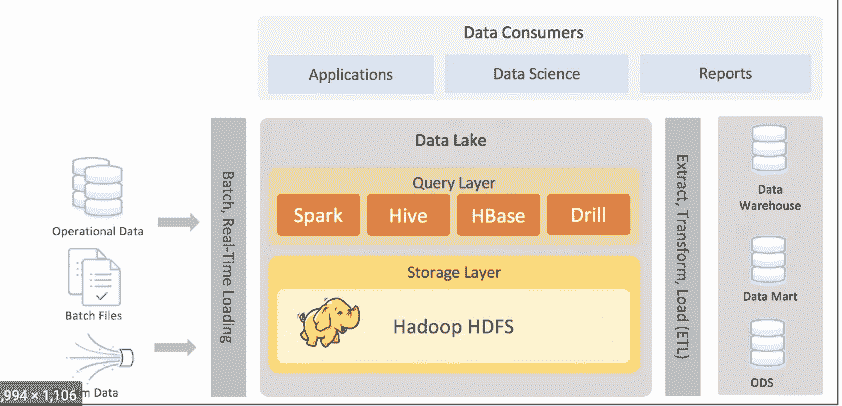 Data Consumers
Applications
Data Science
Reports
Operational Data
Batch Files
m Data
,994 × 1,106
Batch, Real-Time Loading
Data Lake
Query Layer
Spark
Hive
HBase
Drill
Storage Layer
Hadoop HDFS
Extract, Transform, Load (ETL)
Data
Warehouse
Data Mart
ODS